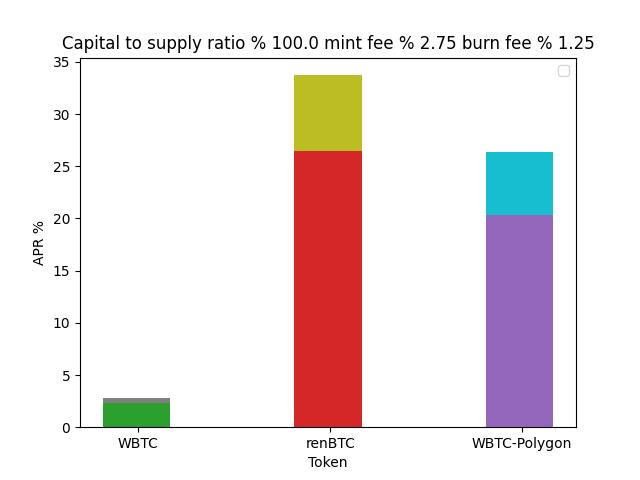 Capital to supply ratio % 100.0 mint fee % 2.75 burn fee % 1.25
35
30
25
20
15
10
5
0
APR %
WBTC renBTC WBTC-Polygon
Token